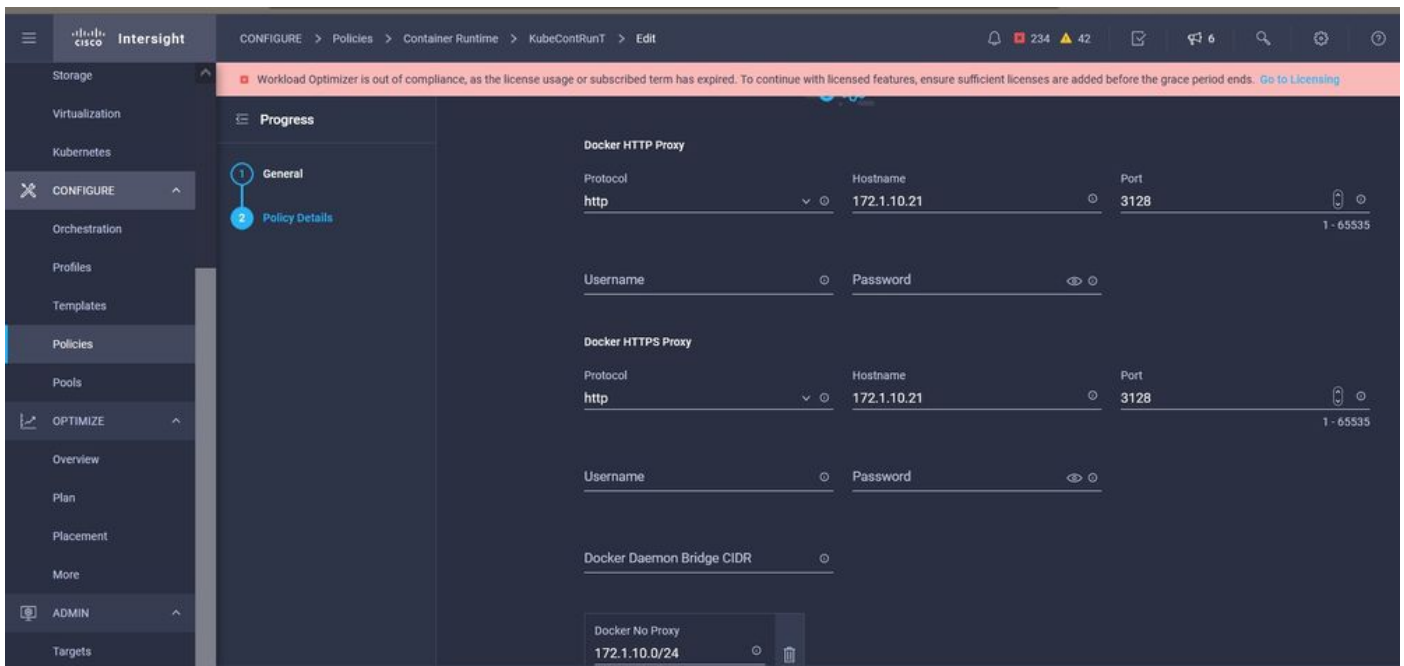 cisco Intersight
CONFIGURE > Policies > Container Runtime > KubeContRunT > Edit
234 42
6
Workload Optimizer is out of compliance, as the license usage or subscribed term has expired. To continue with licensed features, ensure sufficient licenses are added before the grace period ends. Go to Licensing
Storage
Virtualization
Kubernetes
CONFIGURE
Orchestration
Profiles
Templates
Policies
Pools
OPTIMIZE
Overview
Plan
Placement
More
ADMIN
Targets
Progress
1 General
2 Policy Details
Docker HTTP Proxy
Protocol Hostname Port
http 172.1.10.21 3128
1 - 65535
Username Password
Docker HTTPS Proxy
Protocol Hostname Port
http 172.1.10.21 3128
1 - 65535
Username Password
Docker Daemon Bridge CIDR
Docker No Proxy
172.1.10.0/24